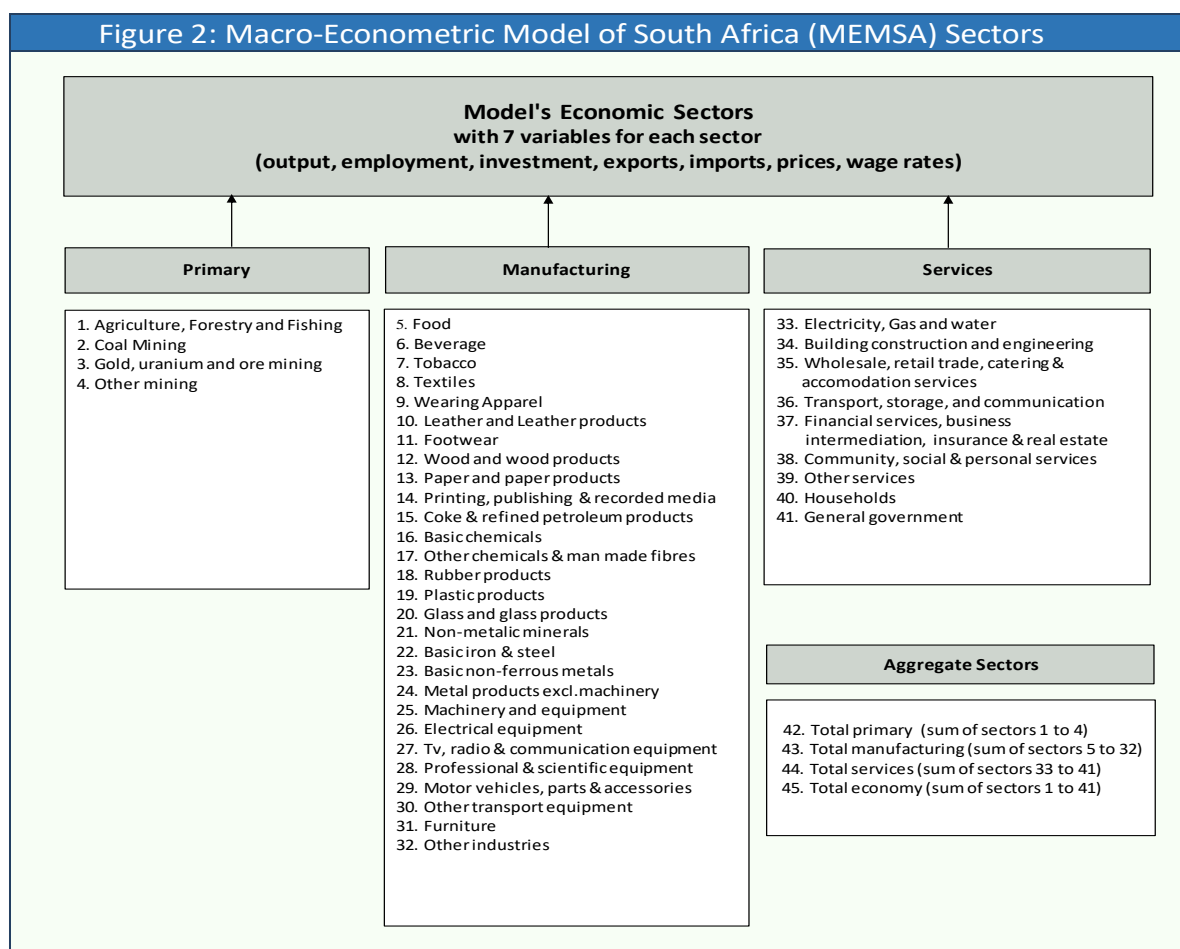 Figure 2: Macro-Econometric Model of South Africa (MEMSA) Sectors
Model's Economic Sectors
with 7 variables for each sector
(output, employment, investment, exports, imports, prices, wage rates)
Primary
1. Agriculture, Forestry and Fishing
2. Coal Mining
3. Gold, uranium and ore mining
4. Other mining
Manufacturing
5. Food
6. Beverage
7. Tobacco
8. Textiles
9. Wearing Apparel
10. Leather and Leather products
11. Footwear
12. Wood and wood products
13. Paper and paper products
14. Printing, publishing & recorded media
15. Coke & refined petroleum products
16. Basic chemicals
17. Other chemicals & man made fibres
18. Rubber products
19. Plastic products
20. Glass and glass products
21. Non-metalic minerals
22. Basic iron & steel
23. Basic non-ferrous metals
24. Metal products excl.machinery
25. Machinery and equipment
26. Electrical equipment
27. Tv, radio & communication equipment
28. Professional & scientific equipment
29. Motor vehicles, parts & accessories
30. Other transport equipment
31. Furniture
32. Other industries
Services
33. Electricity, Gas and water
34. Building construction and engineering
35. Wholesale, retail trade, catering &
accomodation services
36. Transport, storage, and communication
37. Financial services, business
intermediation, insurance & real estate
38. Community, social & personal services
39. Other services
40. Households
41. General government
Aggregate Sectors
42. Total primary (sum of sectors 1 to 4)
43. Total manufacturing (sum of sectors 5 to 32)
44. Total services (sum of sectors 33 to 41)
45. Total economy (sum of sectors 1 to 41)